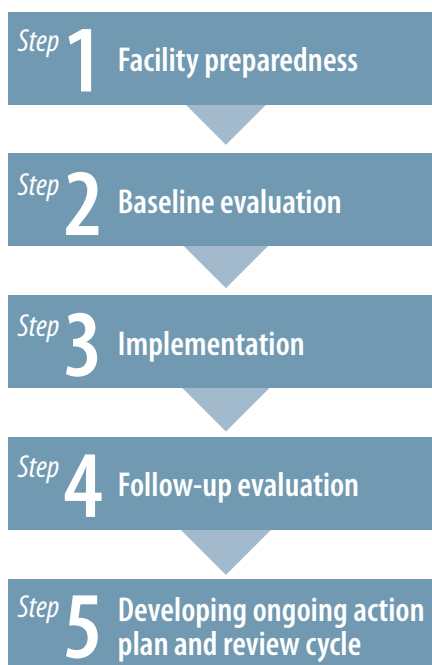 Step 1 Facility preparedness
Step 2 Baseline evaluation
Step 3 Implementation
Step 4 Follow-up evaluation
Step 5 Developing ongoing action
plan and review cycle